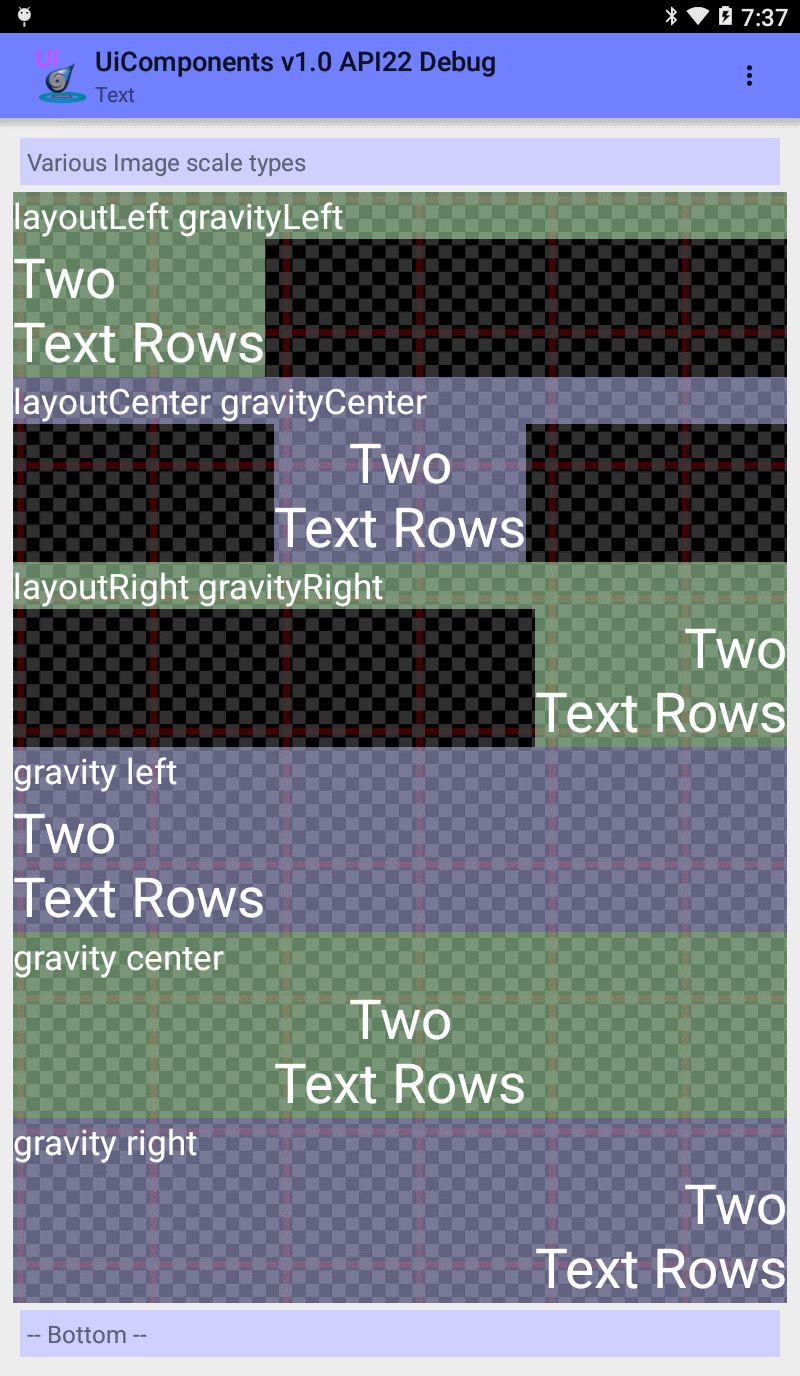 7:37
UI
UiComponents v1.0 API22 Debug
Text
Various Image scale types
layoutLeft gravityLeft
Two
Text Rows
layoutCenter gravityCenter
Two
Text Rows
layoutRight gravityRight
Two
Text Rows
gravity left
Two
Text Rows
gravity center
Two
Text Rows
gravity right
Two
Text Rows
-- Bottom --